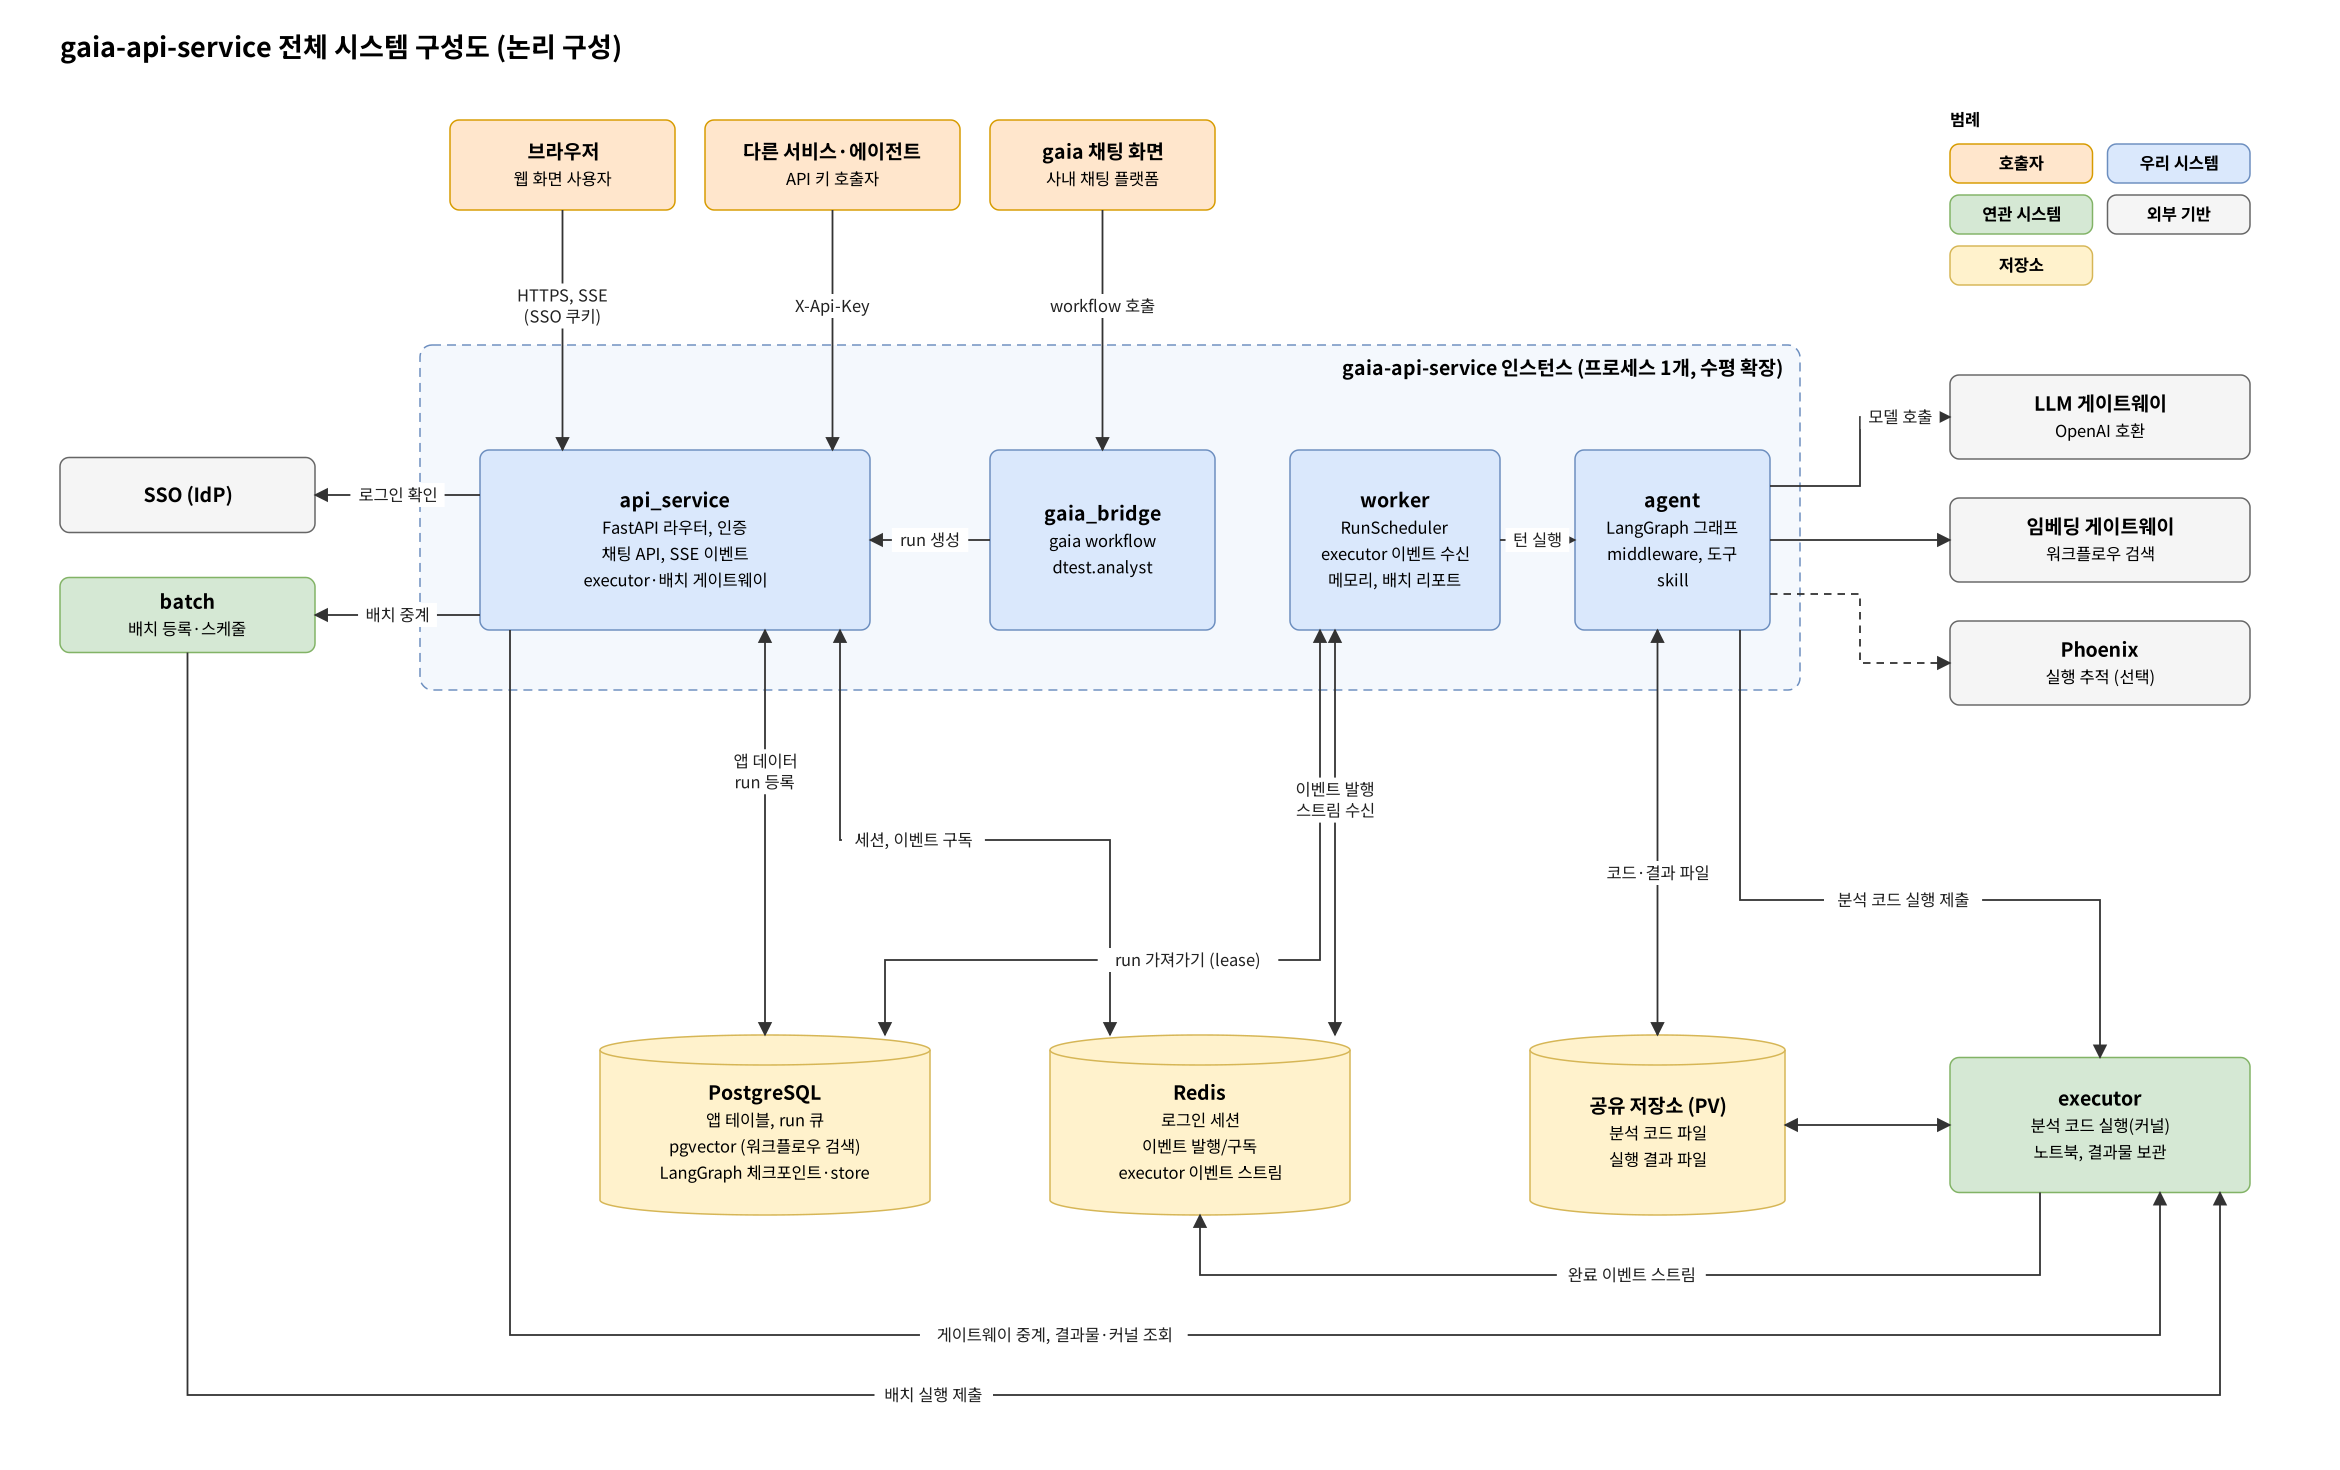 gaia-api-service 전체 시스템 구성도 (논리 구성)
브라우저
웹 화면 사용자
다른 서비스·에이전트
API 키 호출자
gaia 채팅 화면
사내 채팅 플랫폼
범례
호출자
우리 시스템
연관 시스템
외부 기반
저장소
HTTPS, SSE
(SSO 쿠키)
X-Api-Key
workflow 호출
gaia-api-service 인스턴스 (프로세스 1개, 수평 확장)
SSO (IdP)
로그인 확인
batch
배치 등록·스케줄
배치 중계
api_service
FastAPI 라우터, 인증
채팅 API, SSE 이벤트
executor·배치 게이트웨이
run 생성
gaia_bridge
gaia workflow
dtest.analyst
worker
RunScheduler
executor 이벤트 수신
메모리, 배치 리포트
턴 실행
agent
LangGraph 그래프
middleware, 도구
skill
모델 호출
LLM 게이트웨이
OpenAI 호환
임베딩 게이트웨이
워크플로우 검색
Phoenix
실행 추적 (선택)
앱 데이터
run 등록
세션, 이벤트 구독
이벤트 발행
스트림 수신
코드·결과 파일
분석 코드 실행 제출
run 가져가기 (lease)
PostgreSQL
앱 테이블, run 큐
pgvector (워크플로우 검색)
LangGraph 체크포인트·store
Redis
로그인 세션
이벤트 발행/구독
executor 이벤트 스트림
공유 저장소 (PV)
분석 코드 파일
실행 결과 파일
executor
분석 코드 실행(커널)
노트북, 결과물 보관
완료 이벤트 스트림
게이트웨이 중계, 결과물·커널 조회
배치 실행 제출